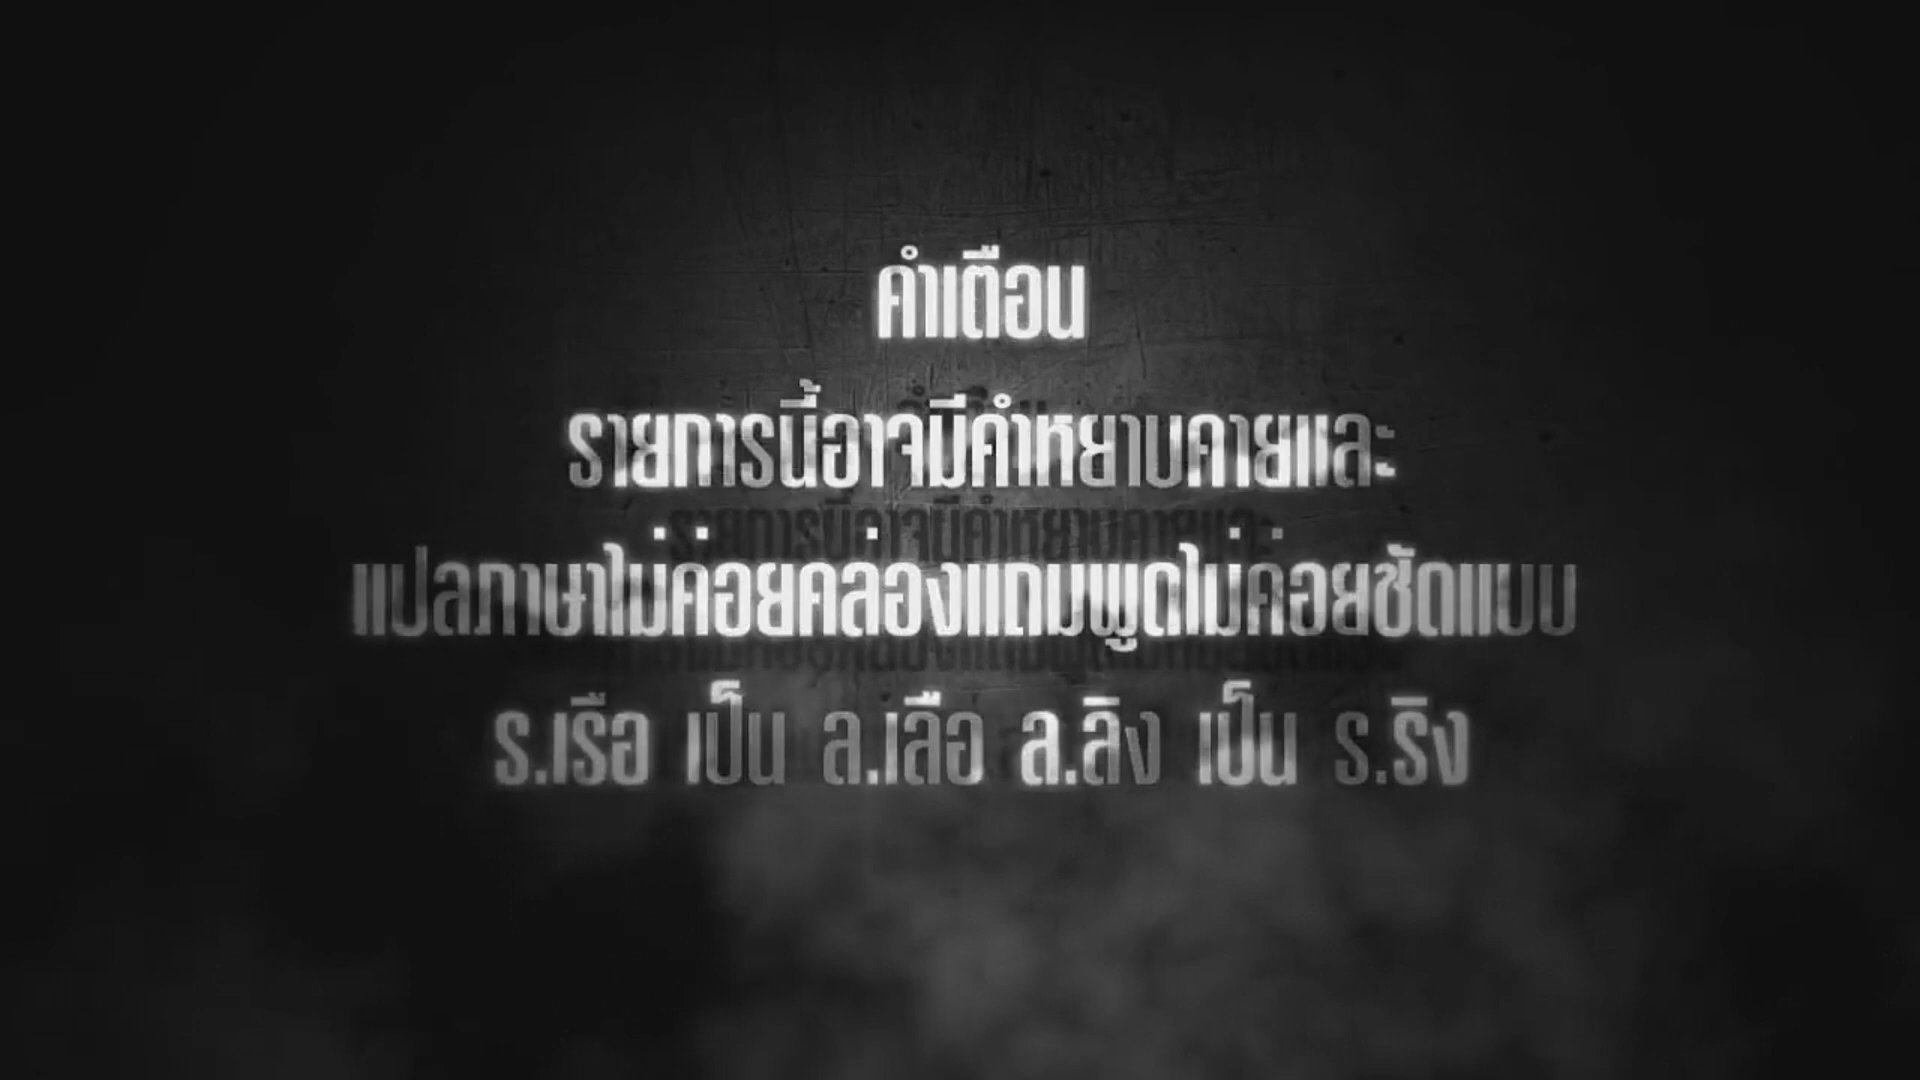 คำเตือน
รายการนี้อาจมีคำหยาบคายและ
แปลภาษาไม่ค่อยคล่องแถมพูดไม่ค่อยชัดแบบ
ร.เรือ เป็น ล.เลือ ล.ลิง เป็น ร.ริง